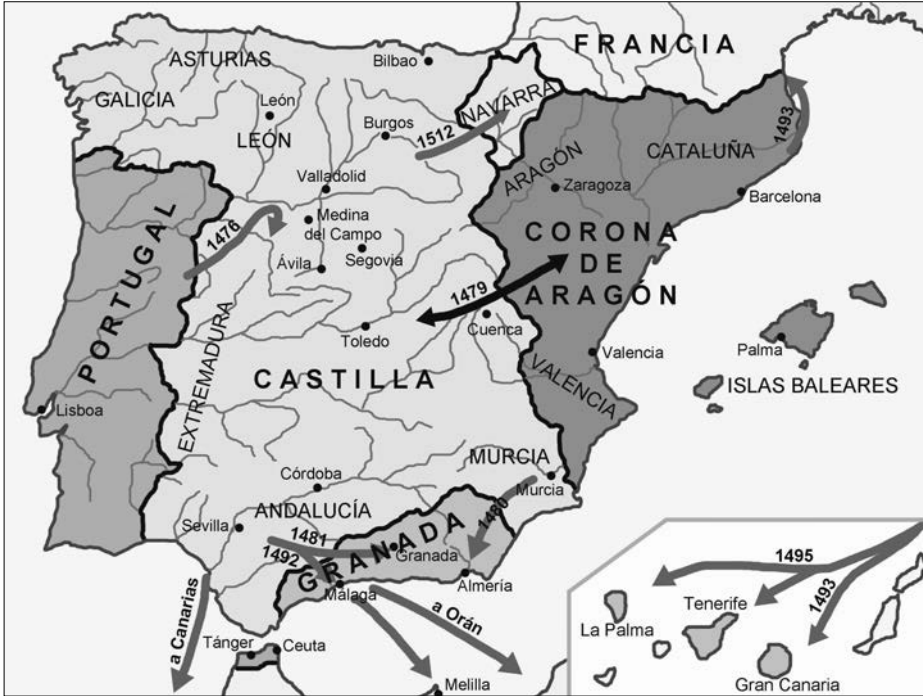 FRANCIA
ASTURIAS
Bilbao
GALICIA
León
LEÓN
Burgos
1512
NAVARRA
1493
ARAGÓN
CATALUÑA
Zaragoza
Barcelona
Valladolid
Medina
del Campo
Segovia
Ávila
1476
PORTUGAL
CORONA
DE
ARAGÓN
1479
Toledo
Cuenca
EXTREMADURA
CASTILLA
Valencia
VALENCIA
Palma
ISLAS BALEARES
Lisboa
MURCIA
Murcia
Córdoba
ANDALUCÍA
Sevilla
1481
1492
1480
GRANADA
Granada
Almería
Málaga
a Canarias
a Orán
Tánger
Ceuta
Melilla
1495
1493
La Palma
Tenerife
Gran Canaria